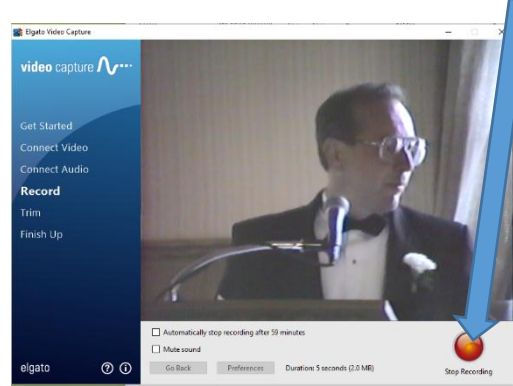 Elgato Video Capture
video capture
Get Started
Connect Video
Connect Audio
Record
Trim
Finish Up
Automatically stop recording after 59 minutes
Mute sound
Go Back
Preferences
Duration: 5 seconds (2.0 MB)
Stop Recording
elgato